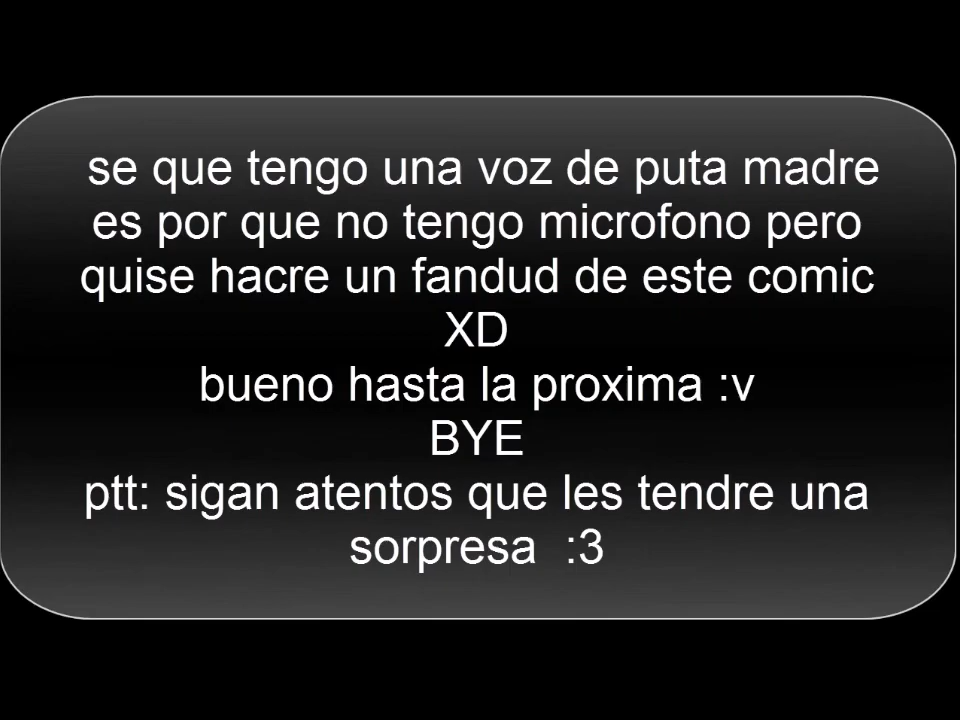 se que tengo una voz de puta madre
es por que no tengo microfono pero
quise hacre un fandud de este comic
XD
bueno hasta la proxima :v
BYE
ptt: sigan atentos que les tendre una
sorpresa  :3